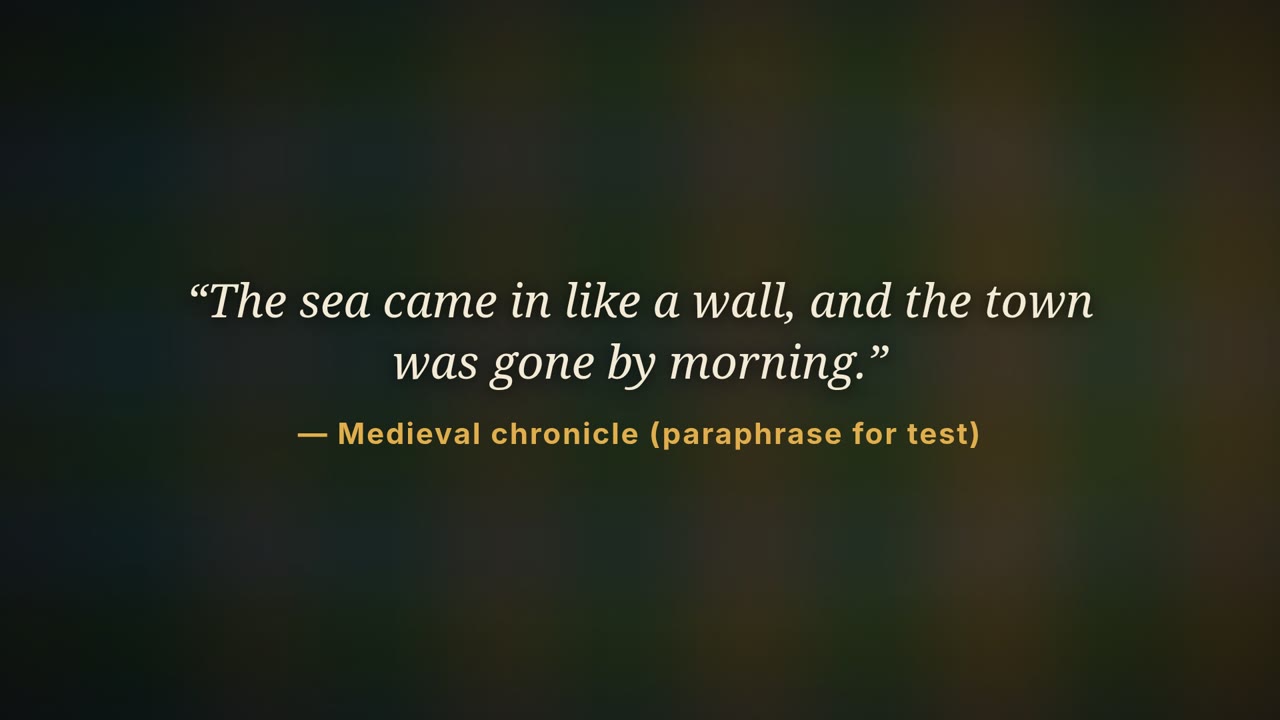 “The sea came in like a wall, and the town
was gone by morning.”
— Medieval chronicle (paraphrase for test)